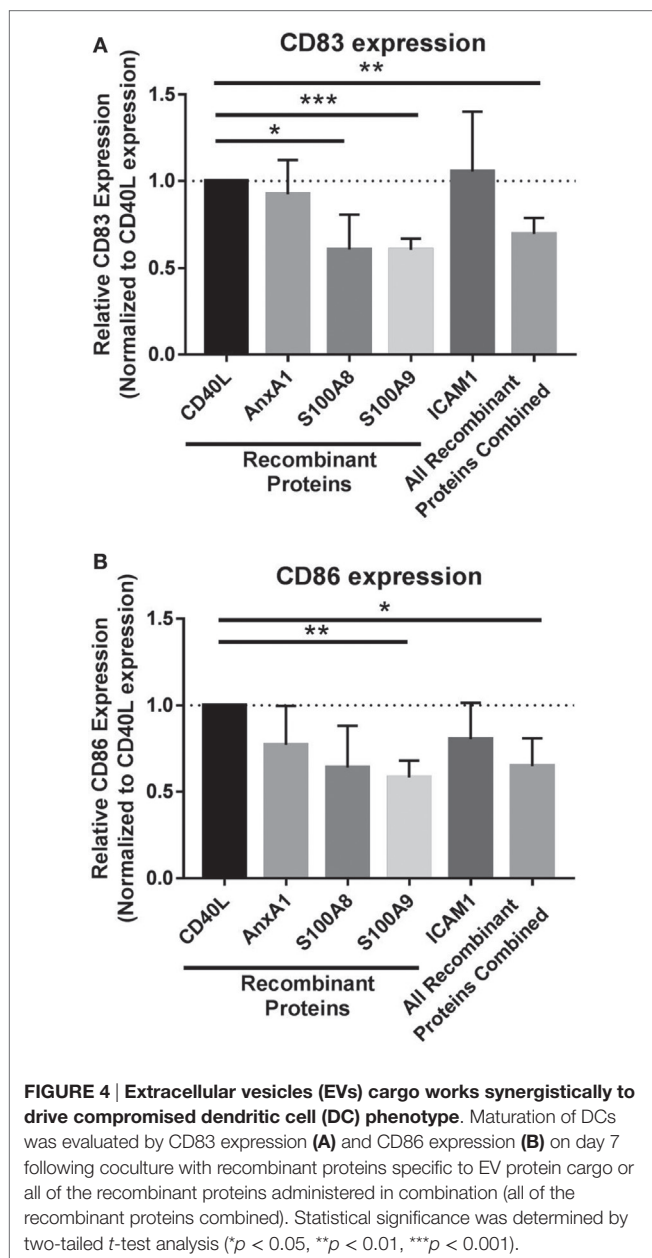 A
CD83 expression
**
***
*
Relative CD83 Expression
(Normalized to CD40L expression)
1.5
1.0
0.5
0.0
CD40L
AnxA1
S100A8
S100A9
ICAM1
All Recombinant
Proteins Combined
Recombinant
Proteins
B
CD86 expression
*
**
Relative CD86 Expression
(Normalized to CD40L expression)
1.5
1.0
0.5
0.0
CD40L
AnxA1
S100A8
S100A9
ICAM1
All Recombinant
Proteins Combined
Recombinant
Proteins
FIGURE 4 | Extracellular vesicles (EVs) cargo works synergistically to
drive compromised dendritic cell (DC) phenotype. Maturation of DCs
was evaluated by CD83 expression (A) and CD86 expression (B) on day 7
following coculture with recombinant proteins specific to EV protein cargo or
all of the recombinant proteins administered in combination (all of the
recombinant proteins combined). Statistical significance was determined by
two-tailed t-test analysis (*p < 0.05, **p < 0.01, ***p < 0.001).